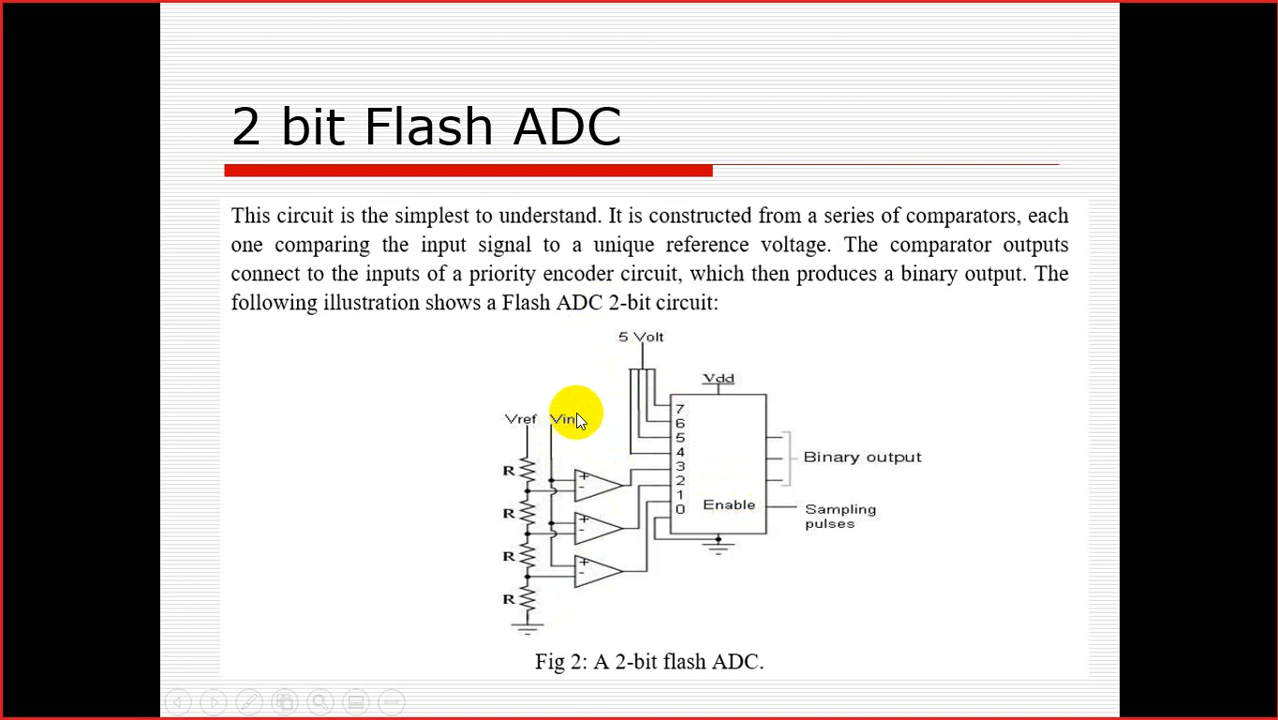 2 bit Flash ADC
This circuit is the simplest to understand. It is constructed from a series of comparators, each
one comparing the input signal to a unique reference voltage. The comparator outputs
connect to the inputs of a priority encoder circuit, which then produces a binary output. The
following illustration shows a Flash ADC 2-bit circuit:
5 Volt
Vdd
Vref Vin
7
6
5
4
3
2
1
0
R
R
R
R
+
-
+
-
+
-
Enable
Binary output
Sampling
pulses
Fig 2: A 2-bit flash ADC.